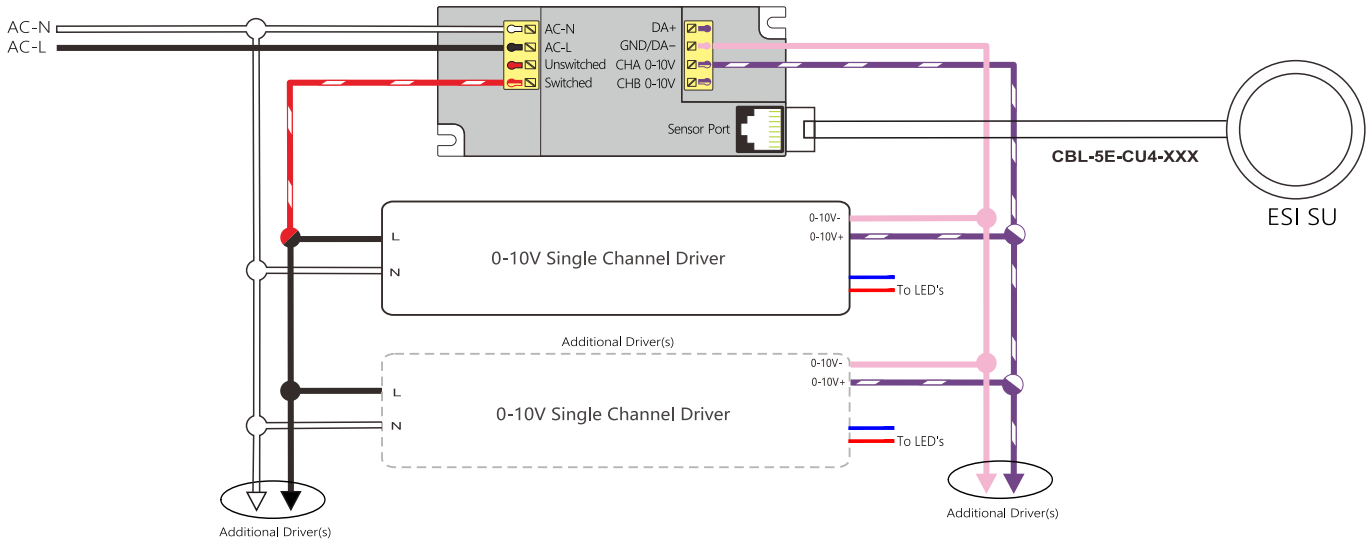 AC-N
AC-L
AC-N
AC-L
Unswitched
Switched
DA+
GND/DA−
CHA 0-10V
CHB 0-10V
Sensor Port
CBL-5E-CU4-XXX
ESI SU
L
N
0-10V Single Channel Driver
0-10V-
0-10V+
To LED's
Additional Driver(s)
L
N
0-10V Single Channel Driver
0-10V-
0-10V+
To LED's
Additional Driver(s)
Additional Driver(s)